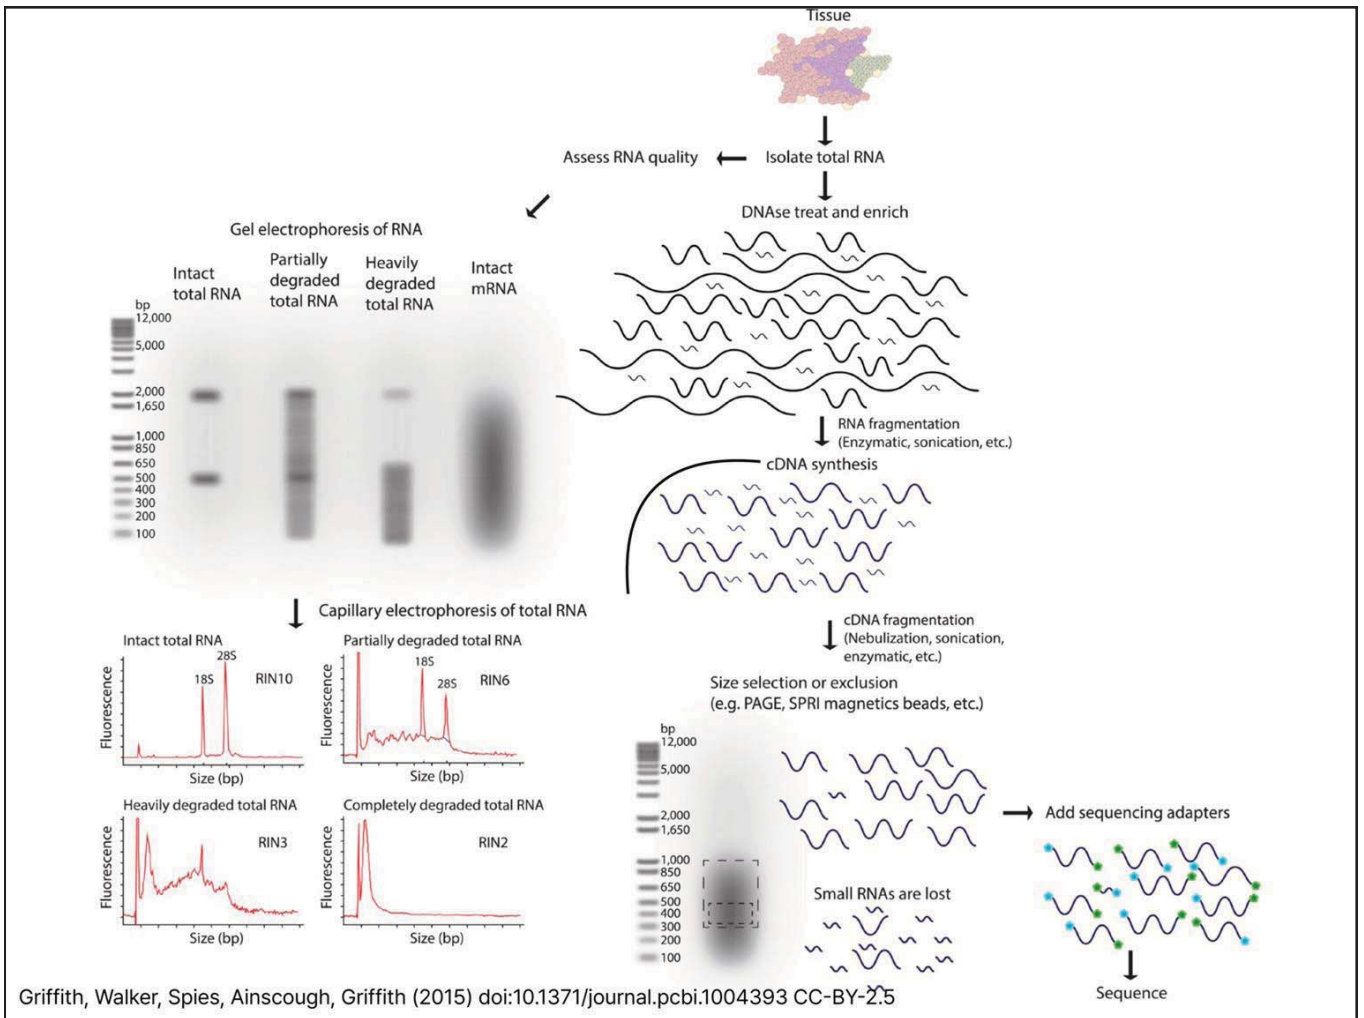 Tissue
Isolate total RNA
Assess RNA quality
DNAse treat and enrich
Gel electrophoresis of RNA
Intact
total RNA
Partially
degraded
total RNA
Heavily
degraded
total RNA
Intact
mRNA
bp
12,000
5,000
2,000
1,650
1,000
850
650
500
400
300
200
100
RNA fragmentation
(Enzymatic, sonication, etc.)
cDNA synthesis
Capillary electrophoresis of total RNA
Intact total RNA
Fluorescence
18S
28S
RIN10
Size (bp)
Partially degraded total RNA
Fluorescence
18S
28S
RIN6
Size (bp)
Heavily degraded total RNA
Fluorescence
RIN3
Size (bp)
Completely degraded total RNA
Fluorescence
RIN2
Size (bp)
cDNA fragmentation
(Nebulization, sonication,
enzymatic, etc.)
Size selection or exclusion
(e.g. PAGE, SPRI magnetics beads, etc.)
bp
12,000
5,000
2,000
1,650
1,000
850
650
500
400
300
200
100
Small RNAs are lost
Add sequencing adapters
Sequence
Griffith, Walker, Spies, Ainscough, Griffith (2015) doi:10.1371/journal.pcbi.1004393 CC-BY-2.5